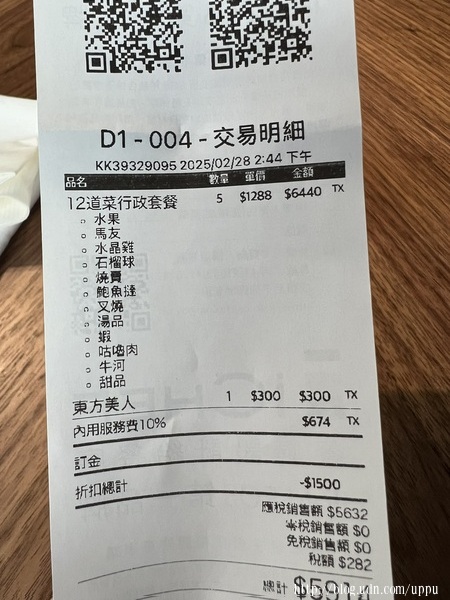 D1 - 004 - 交易明細
KK39329095 2025/02/28 2:44 下午
品名 數量 單價 金額
12道菜行政套餐 5 $1288 $6440 TX
水果
馬友
水晶雞
石榴球
燒賣
鮑魚撻
叉燒
湯品
蝦
咕嚕肉
牛河
甜品
東方美人 1 $300 $300 TX
內用服務費10% $674 TX
訂金
折扣總計 -$1500
應稅銷售額 $5632
零稅銷售額 $0
免稅銷售額 $0
稅額 $282
總計
http://blog.udn.com/uppu